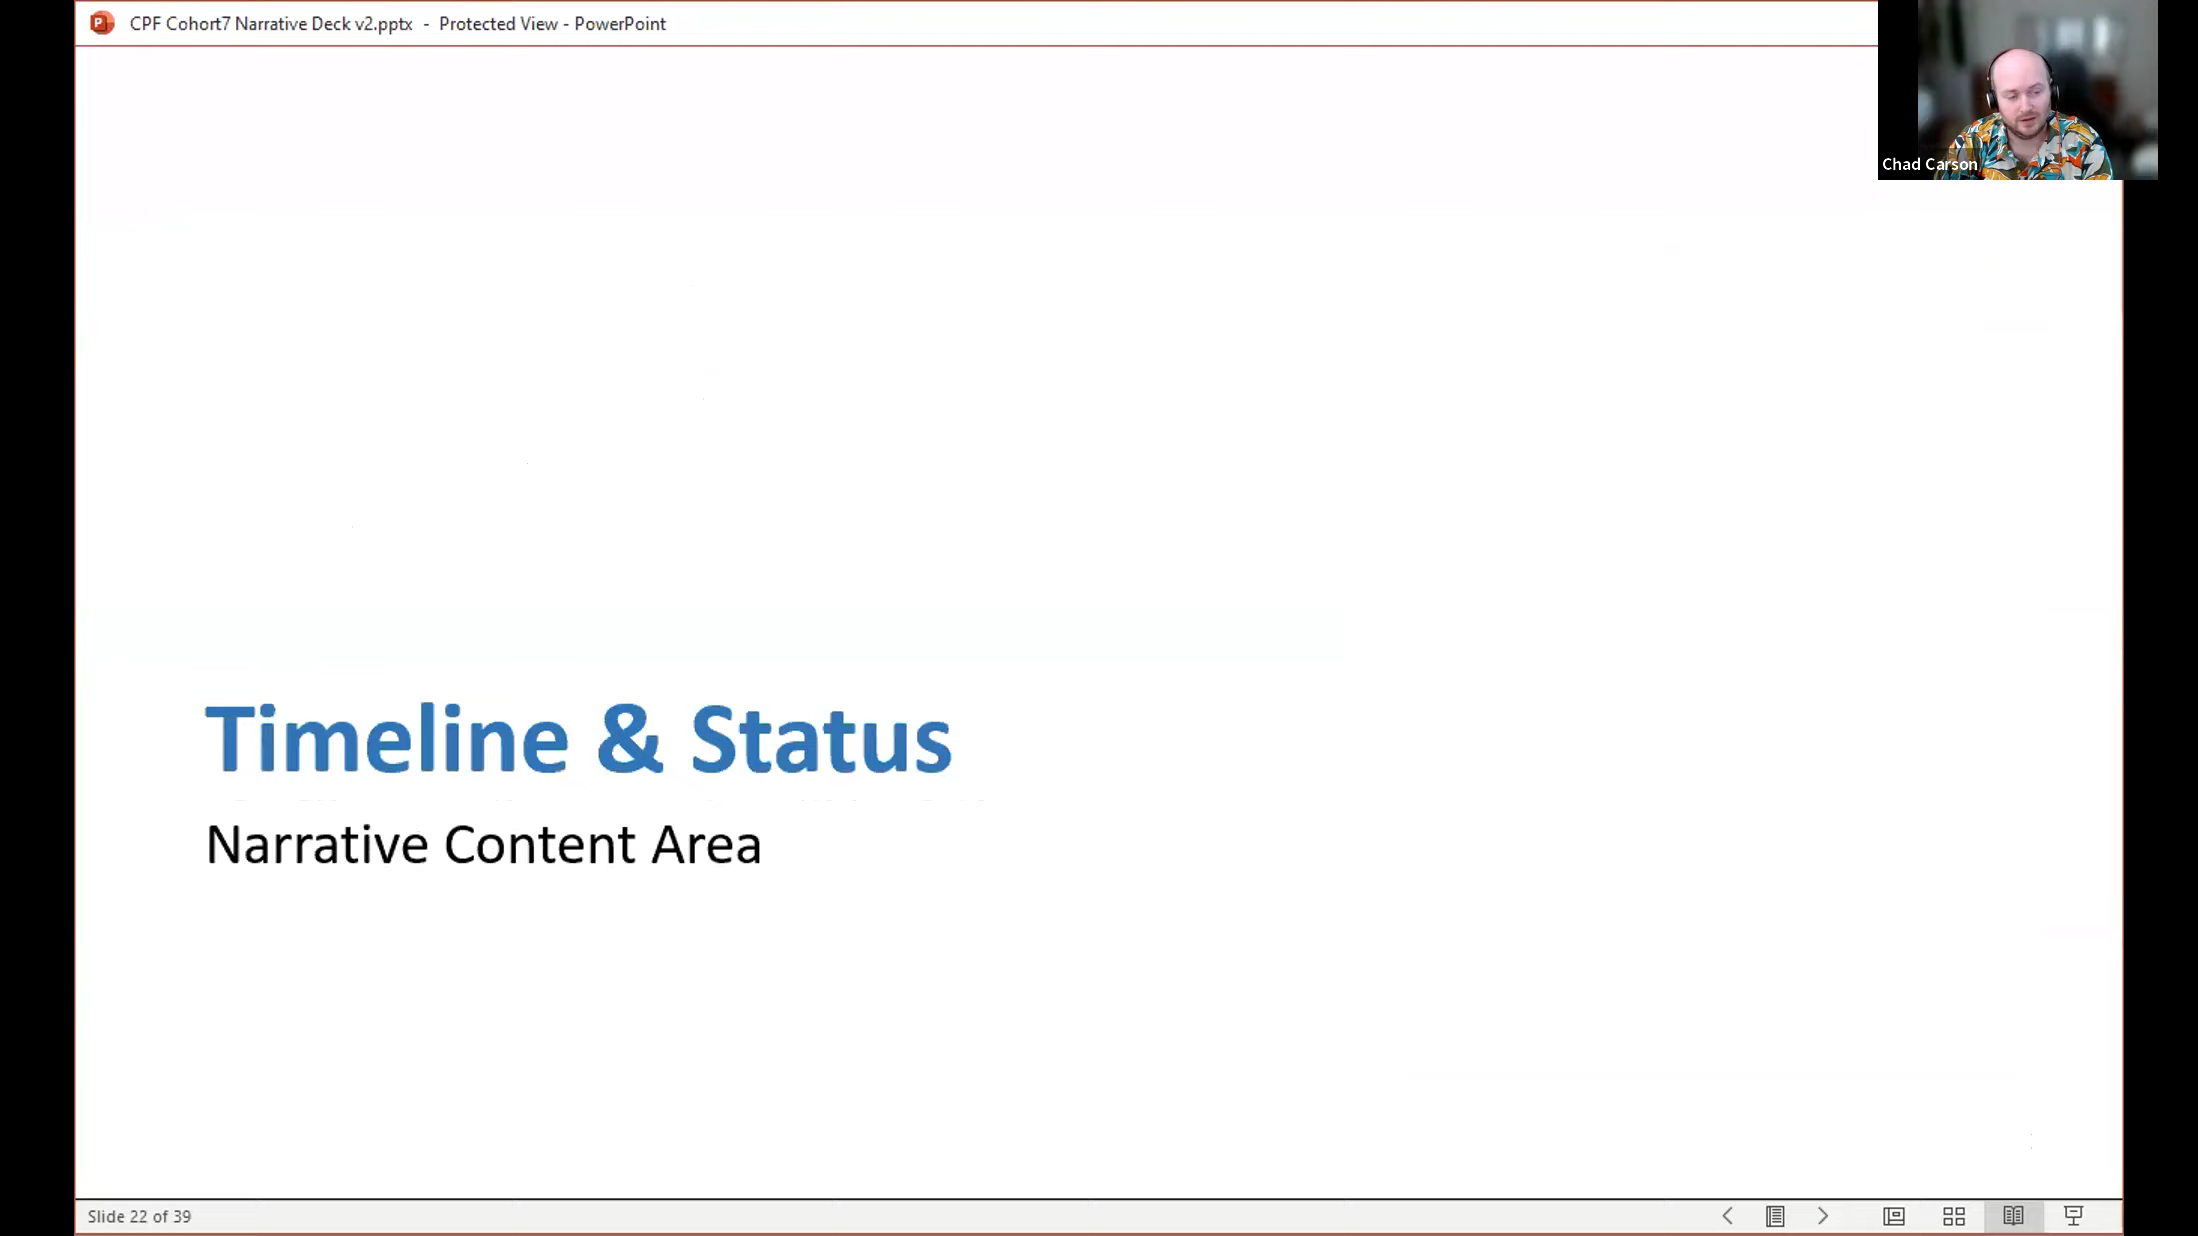 CPF Cohort7 Narrative Deck v2.pptx - Protected View - PowerPoint
Chad Carson
Timeline & Status
Narrative Content Area
Slide 22 of 39